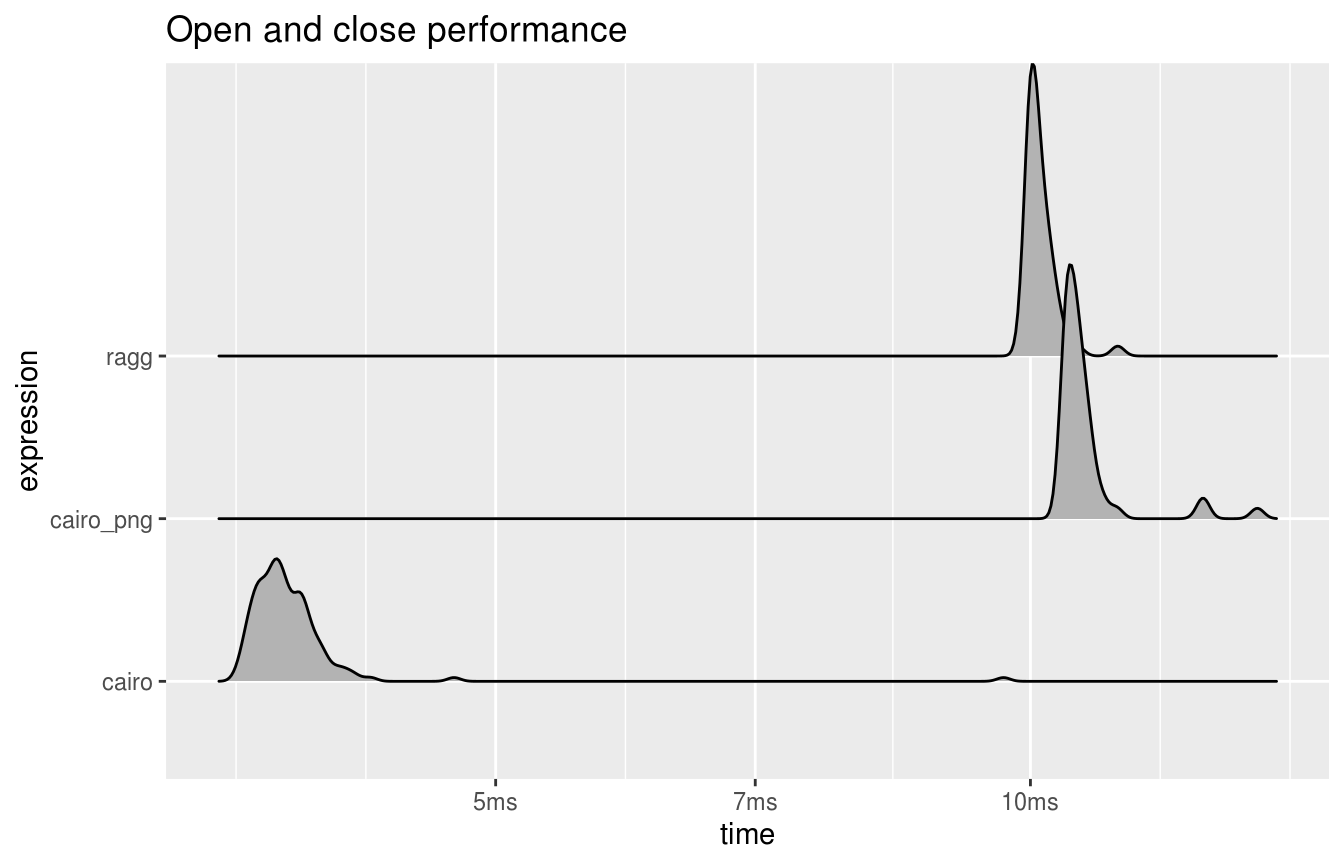 Open and close performance
expression
ragg
cairo_png
cairo
5ms 7ms 10ms
time